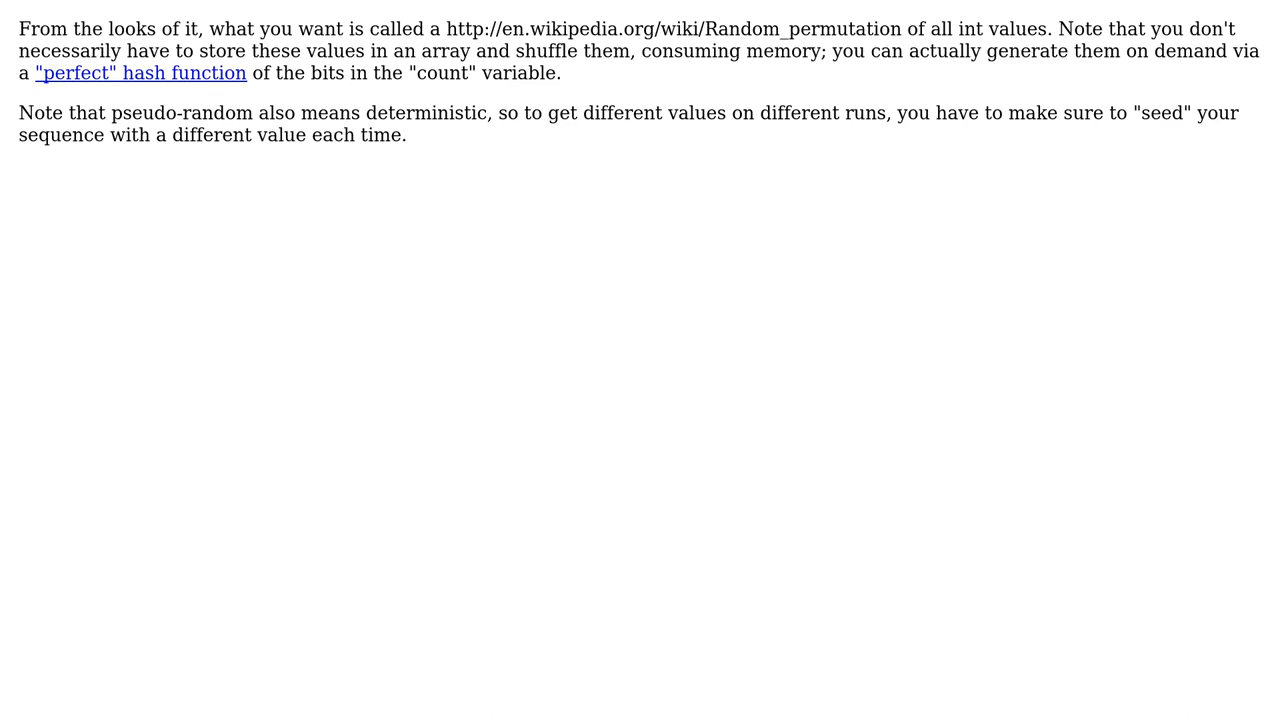 From the looks of it, what you want is called a http://en.wikipedia.org/wiki/Random_permutation of all int values. Note that you don't
necessarily have to store these values in an array and shuffle them, consuming memory; you can actually generate them on demand via
a "perfect" hash function of the bits in the "count" variable.
Note that pseudo-random also means deterministic, so to get different values on different runs, you have to make sure to "seed" your
sequence with a different value each time.